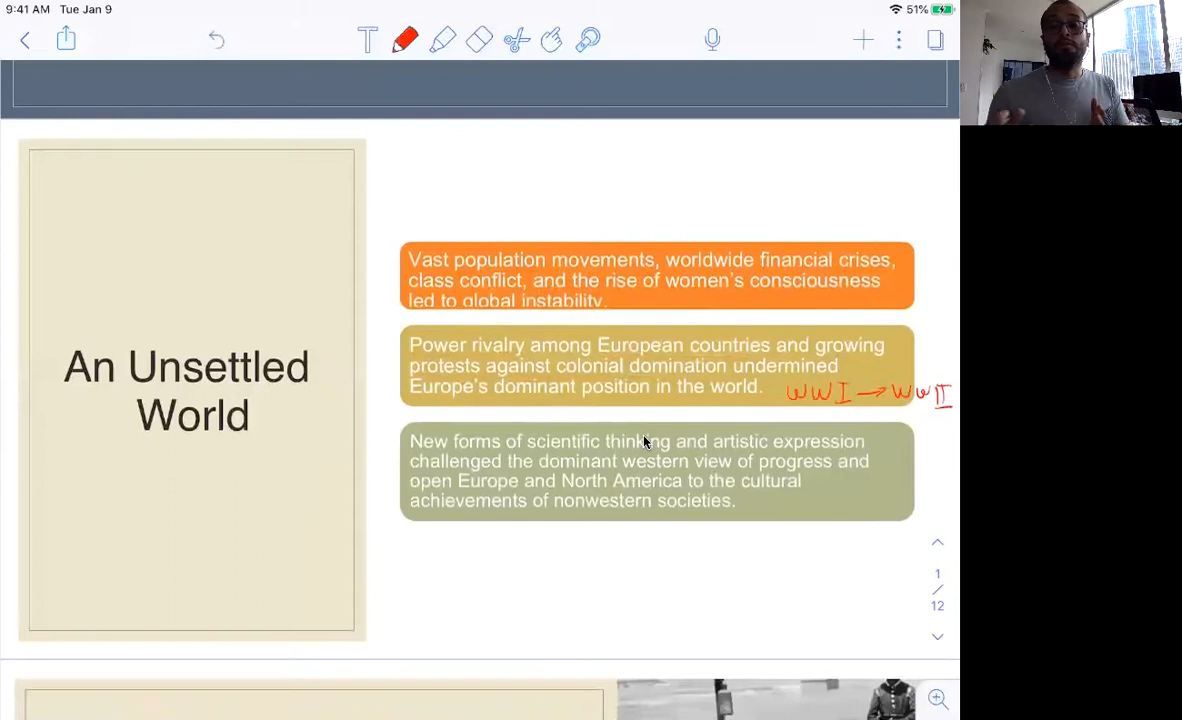 9:41 AM Tue Jan 9
51%
T
An Unsettled
World
Vast population movements, worldwide financial crises,
class conflict, and the rise of women's consciousness
led to global instability.
Power rivalry among European countries and growing
protests against colonial domination undermined
Europe's dominant position in the world.
WWI → WWII
New forms of scientific thinking and artistic expression
challenged the dominant western view of progress and
open Europe and North America to the cultural
achievements of nonwestern societies.
1
/
12